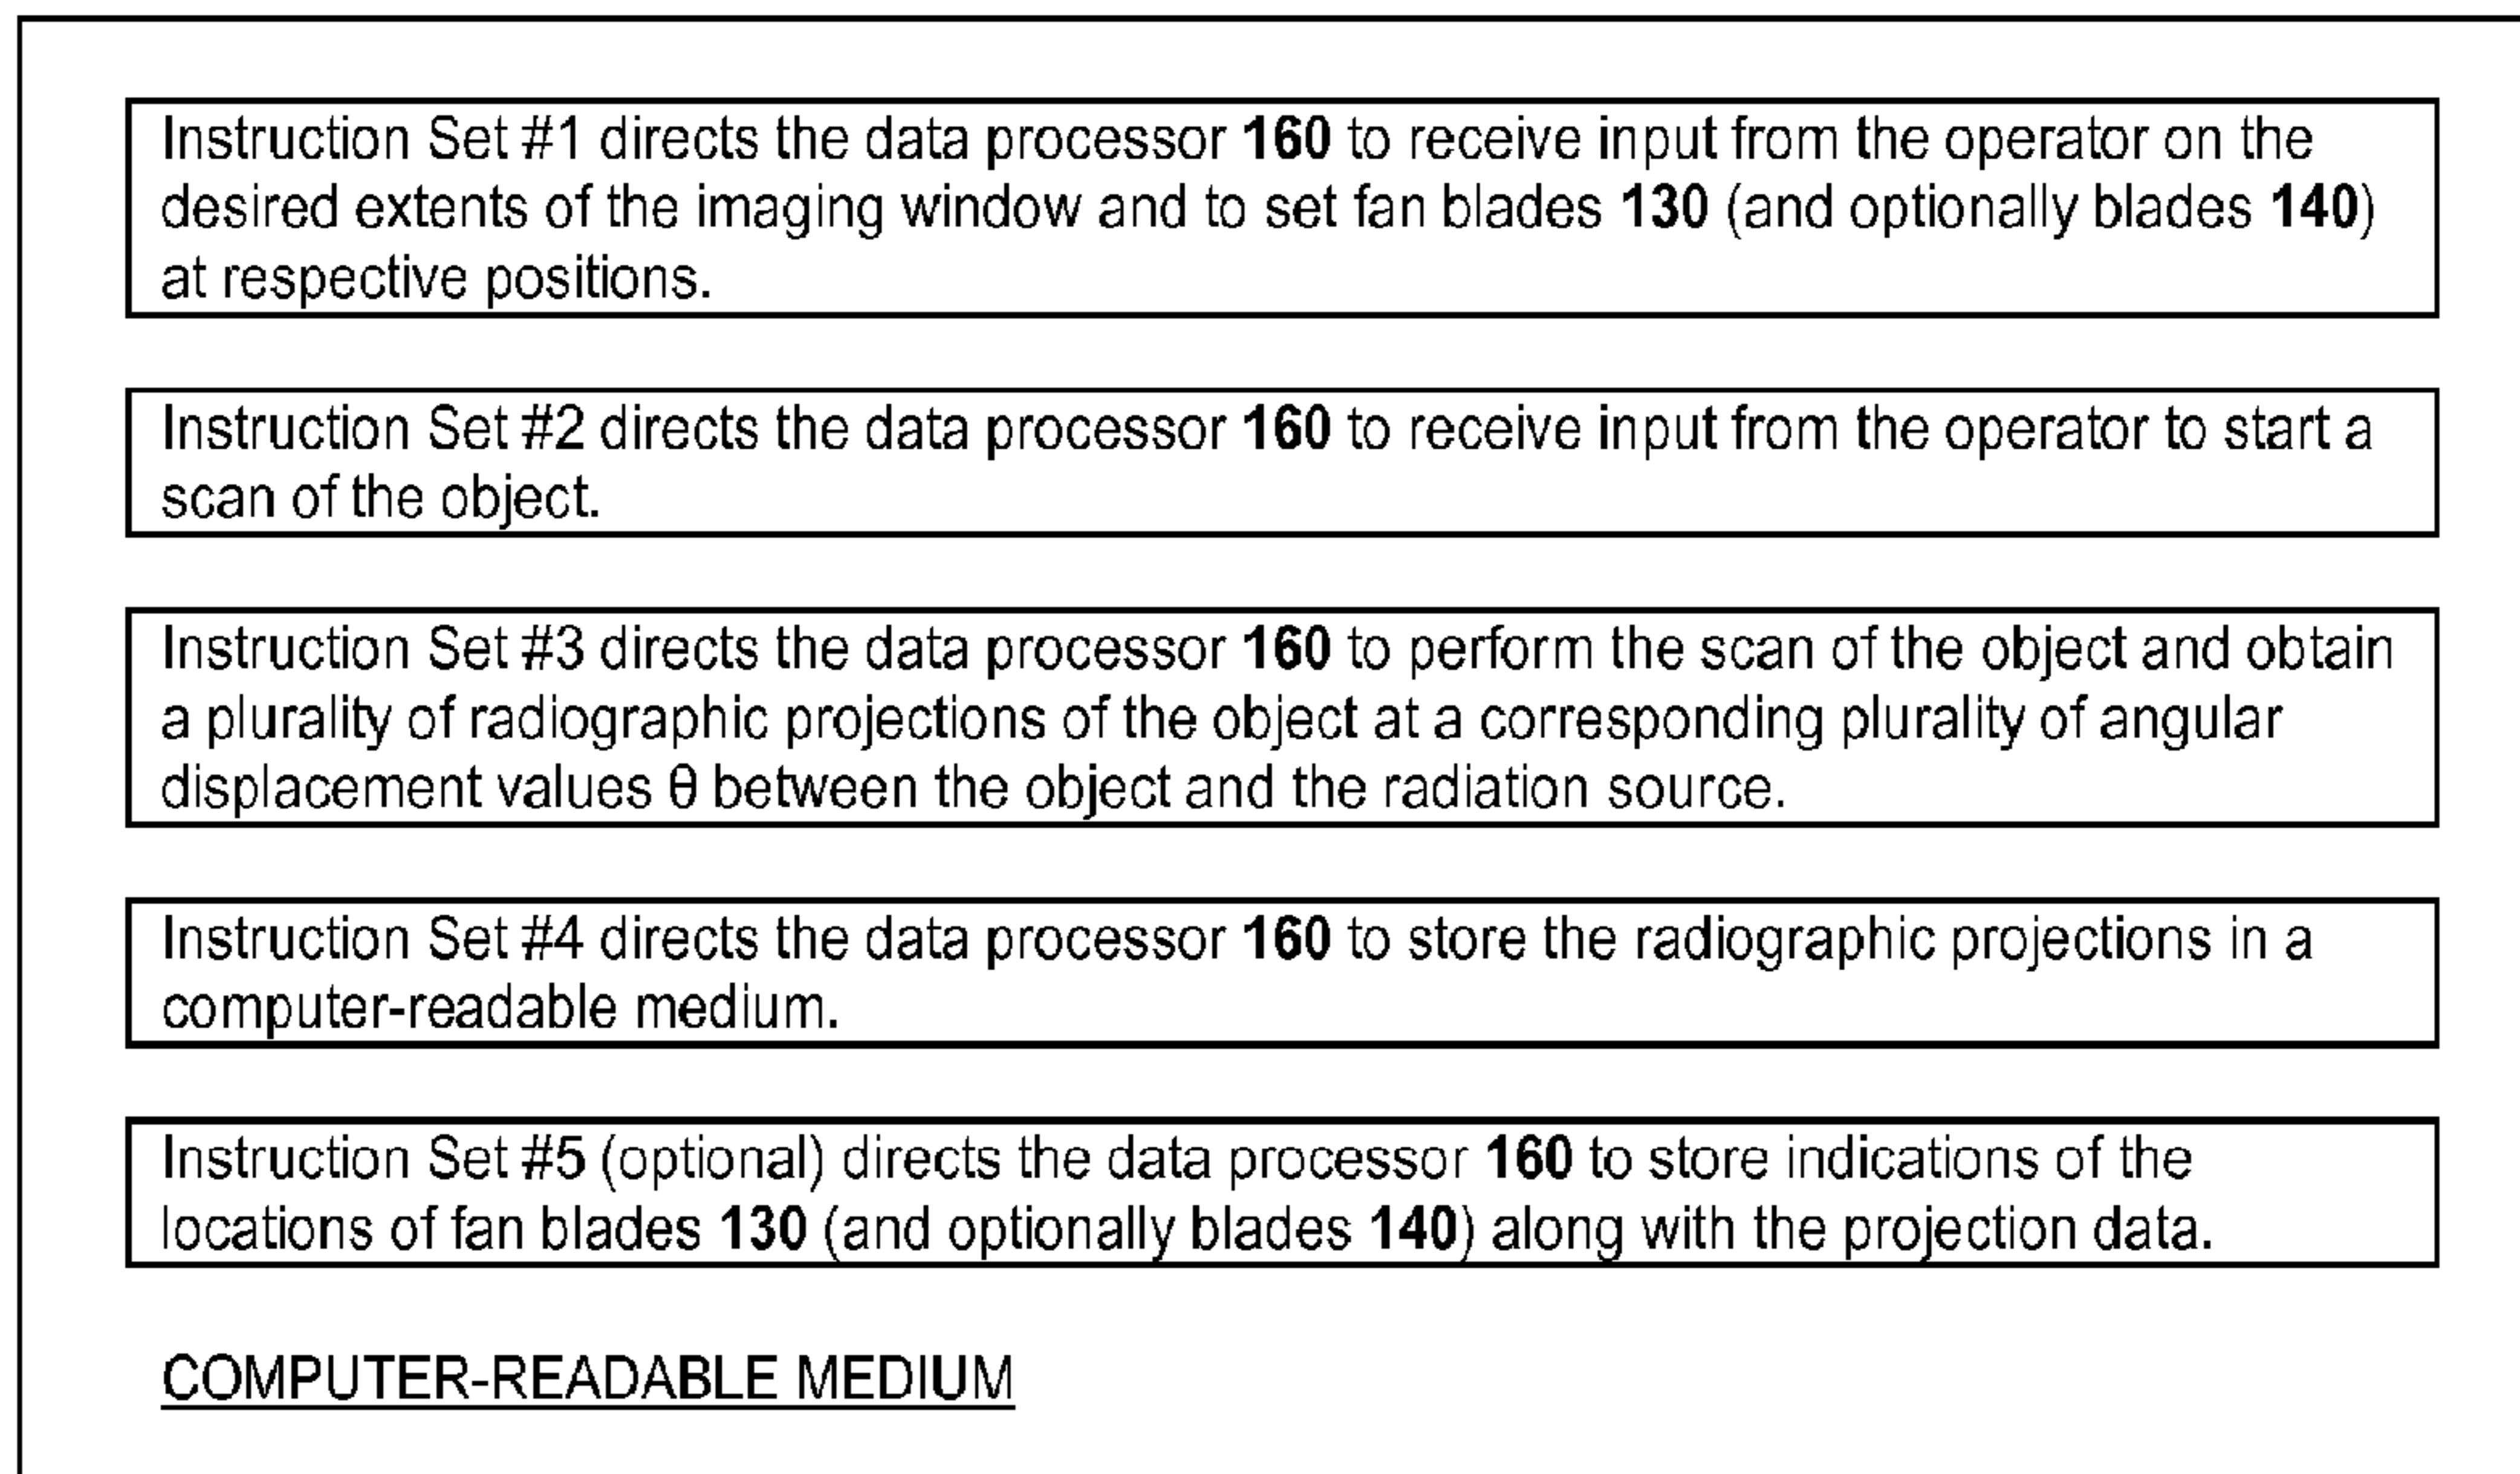 Instruction Set #1 directs the data processor 160 to receive input from the operator on the
desired extents of the imaging window and to set fan blades 130 (and optionally blades 140)
at respective positions.
Instruction Set #2 directs the data processor 160 to receive input from the operator to start a
scan of the object.
Instruction Set #3 directs the data processor 160 to perform the scan of the object and obtain
a plurality of radiographic projections of the object at a corresponding plurality of angular
displacement values θ between the object and the radiation source.
Instruction Set #4 directs the data processor 160 to store the radiographic projections in a
computer-readable medium.
Instruction Set #5 (optional) directs the data processor 160 to store indications of the
locations of fan blades 130 (and optionally blades 140) along with the projection data.
COMPUTER-READABLE MEDIUM